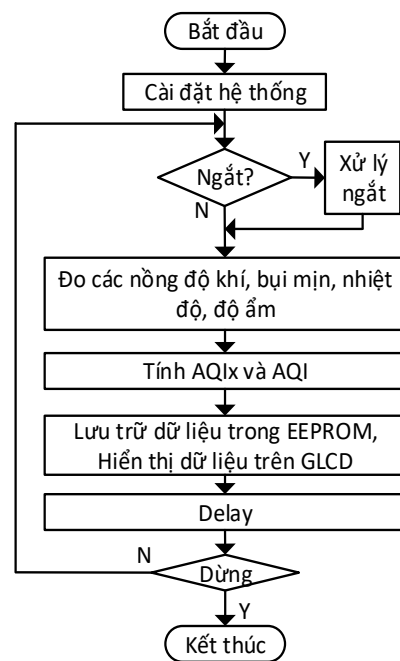 Bắt đầu
Cài đặt hệ thống
Ngắt?
Y
Xử lý
ngắt
N
Đo các nồng độ khí, bụi mịn, nhiệt
độ, độ ẩm
Tính AQIx và AQI
Lưu trữ dữ liệu trong EEPROM,
Hiển thị dữ liệu trên GLCD
Delay
N
Dừng
Y
Kết thúc